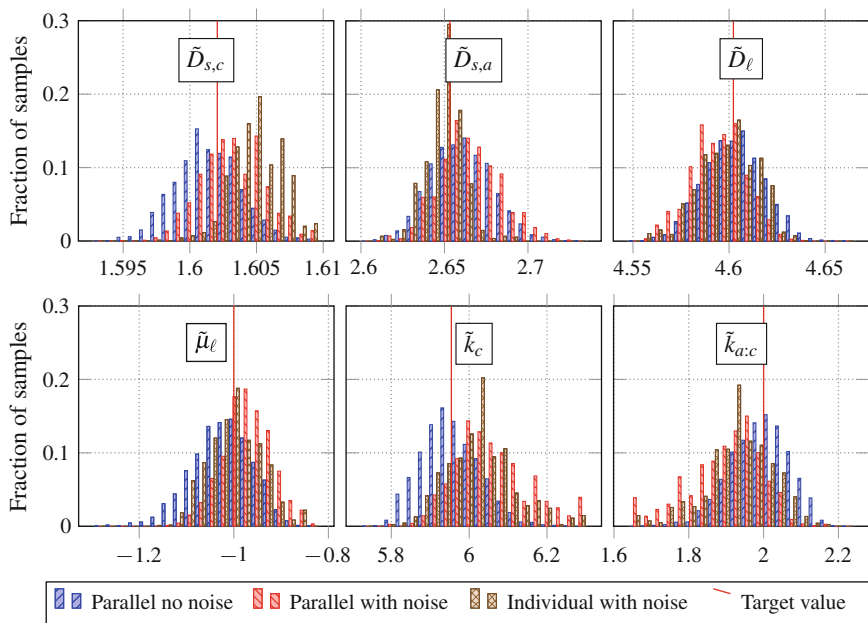 Fraction of samples
0.3
0.2
0.1
0
D̃s,c
D̃s,a
D̃ℓ
1.595 1.6 1.605 1.61
2.6 2.65 2.7
4.55 4.6 4.65
Fraction of samples
0.3
0.2
0.1
0
μ̃ℓ
k̃c
k̃a:c
−1.2 −1 −0.8
5.8 6 6.2
1.6 1.8 2 2.2
Parallel no noise Parallel with noise Individual with noise Target value